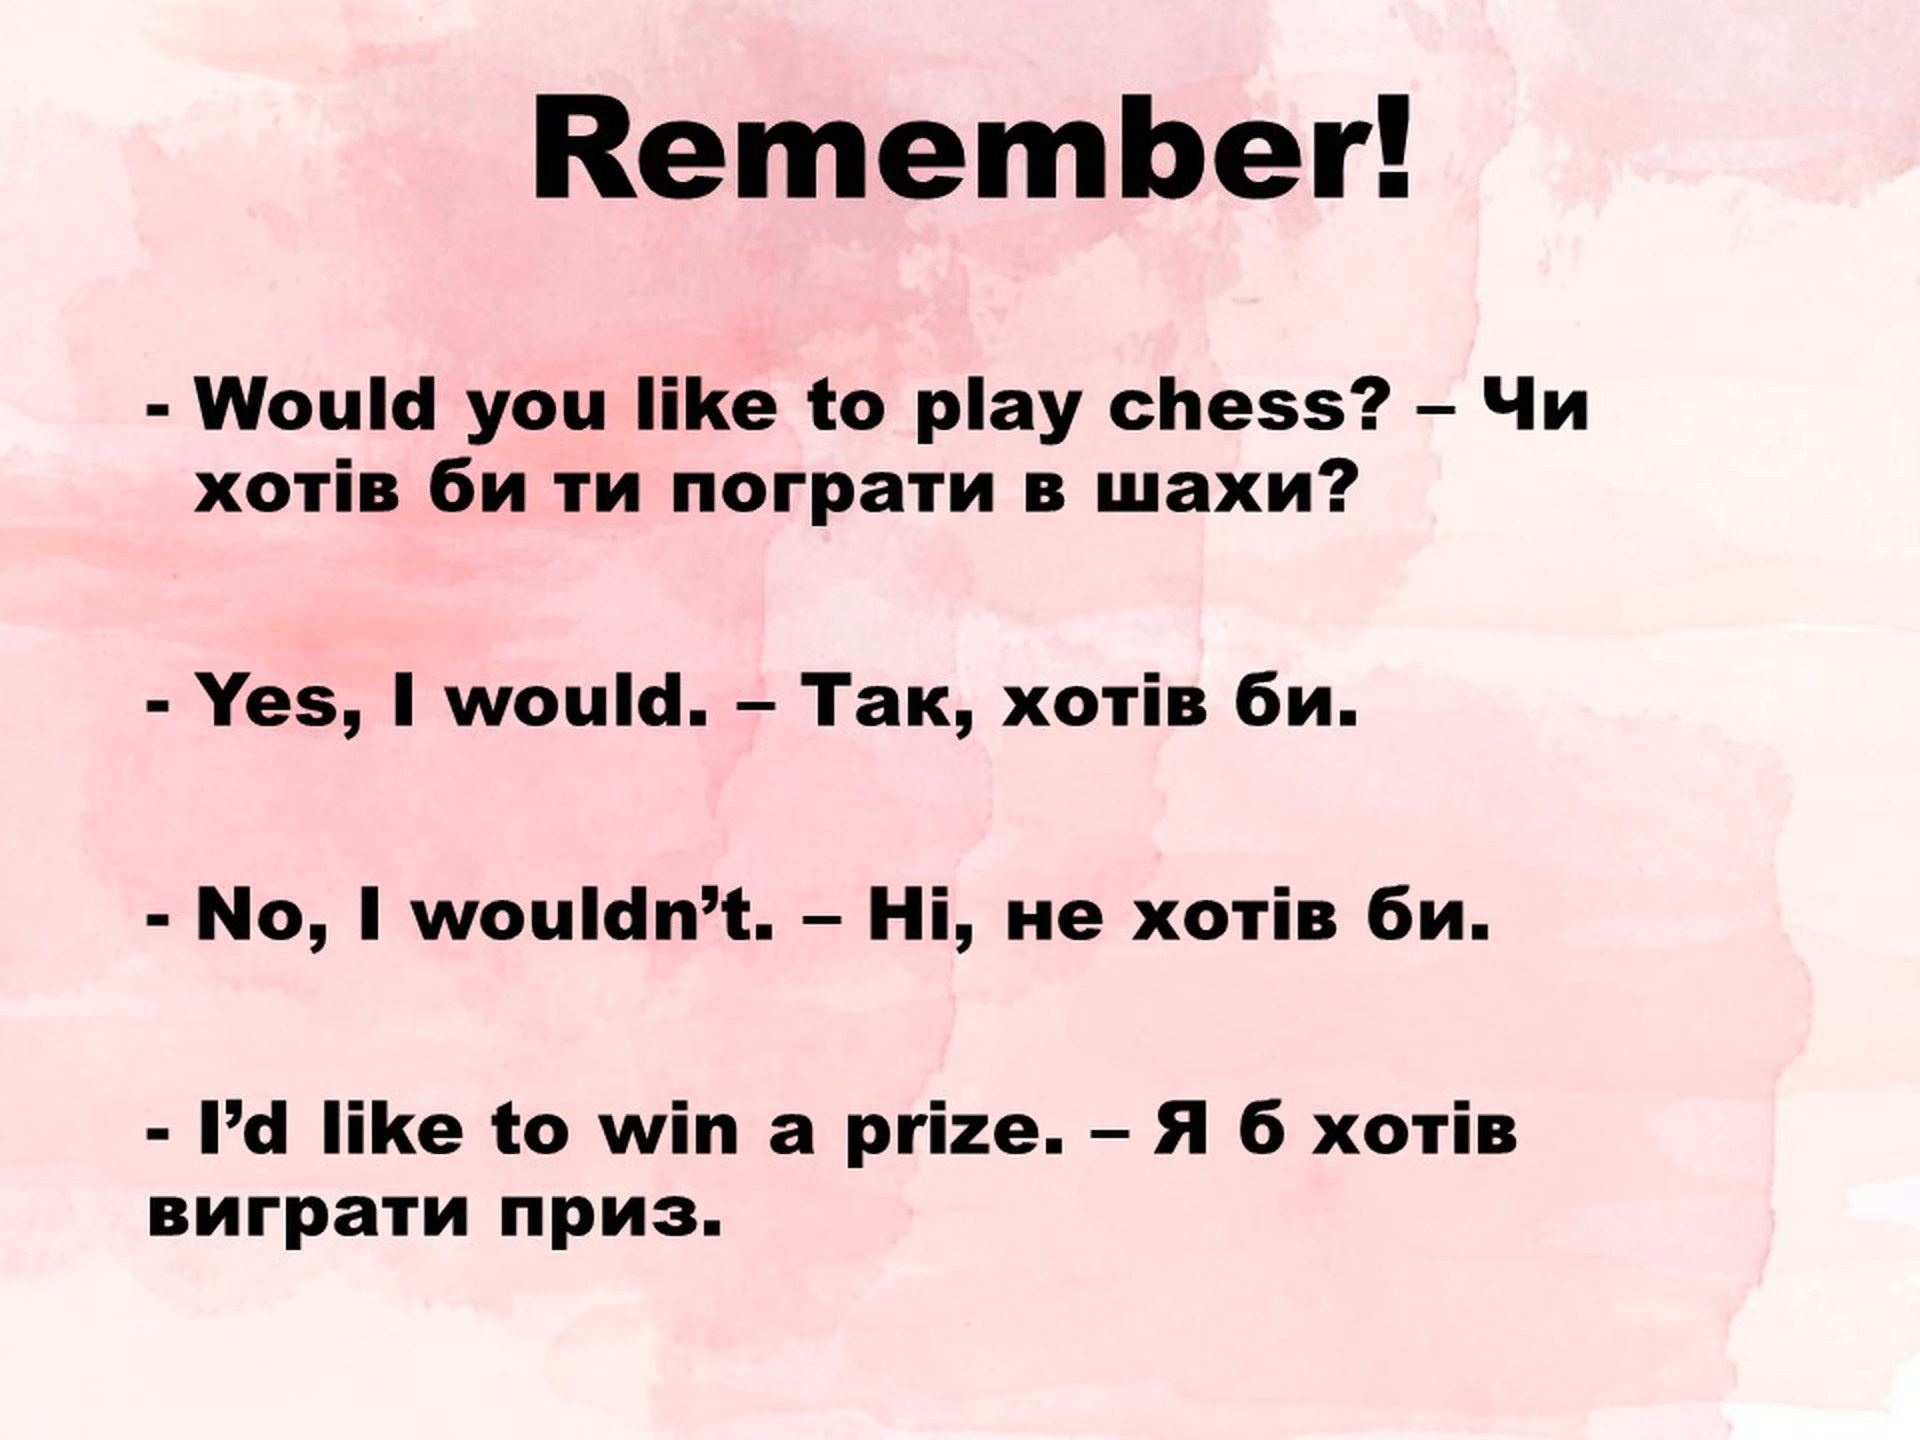 Remember!
- Would you like to play chess? – Чи
хотів би ти пограти в шахи?
- Yes, I would. – Так, хотів би.
- No, I wouldn’t. – Ні, не хотів би.
- I’d like to win a prize. – Я б хотів
виграти приз.